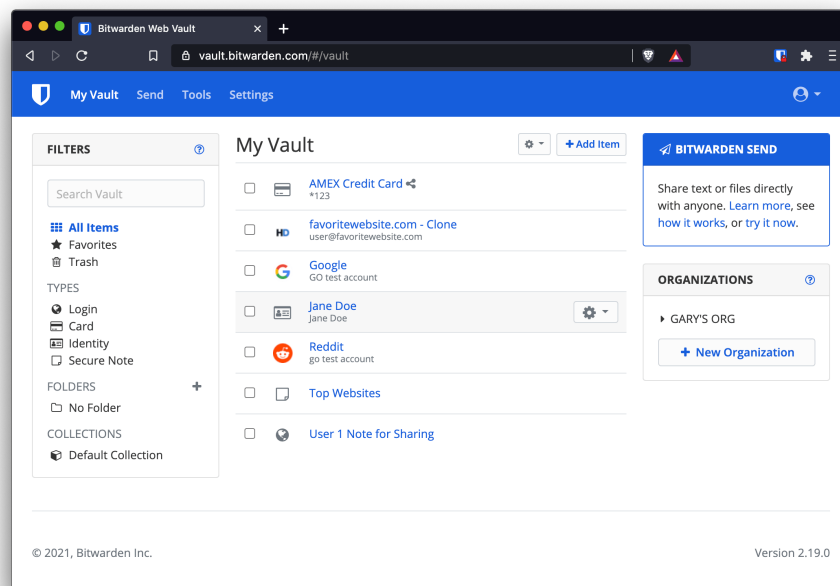 Bitwarden Web Vault
vault.bitwarden.com/#/vault
My Vault Send Tools Settings
FILTERS
Search Vault
All Items
Favorites
Trash
TYPES
Login
Card
Identity
Secure Note
FOLDERS
No Folder
COLLECTIONS
Default Collection
My Vault
Add Item
AMEX Credit Card
*123
HD
favoritewebsite.com - Clone
user@favoritewebsite.com
Google
GO test account
Jane Doe
Jane Doe
Reddit
go test account
Top Websites
User 1 Note for Sharing
BITWARDEN SEND
Share text or files directly
with anyone. Learn more, see
how it works, or try it now.
ORGANIZATIONS
GARY'S ORG
New Organization
© 2021, Bitwarden Inc.
Version 2.19.0